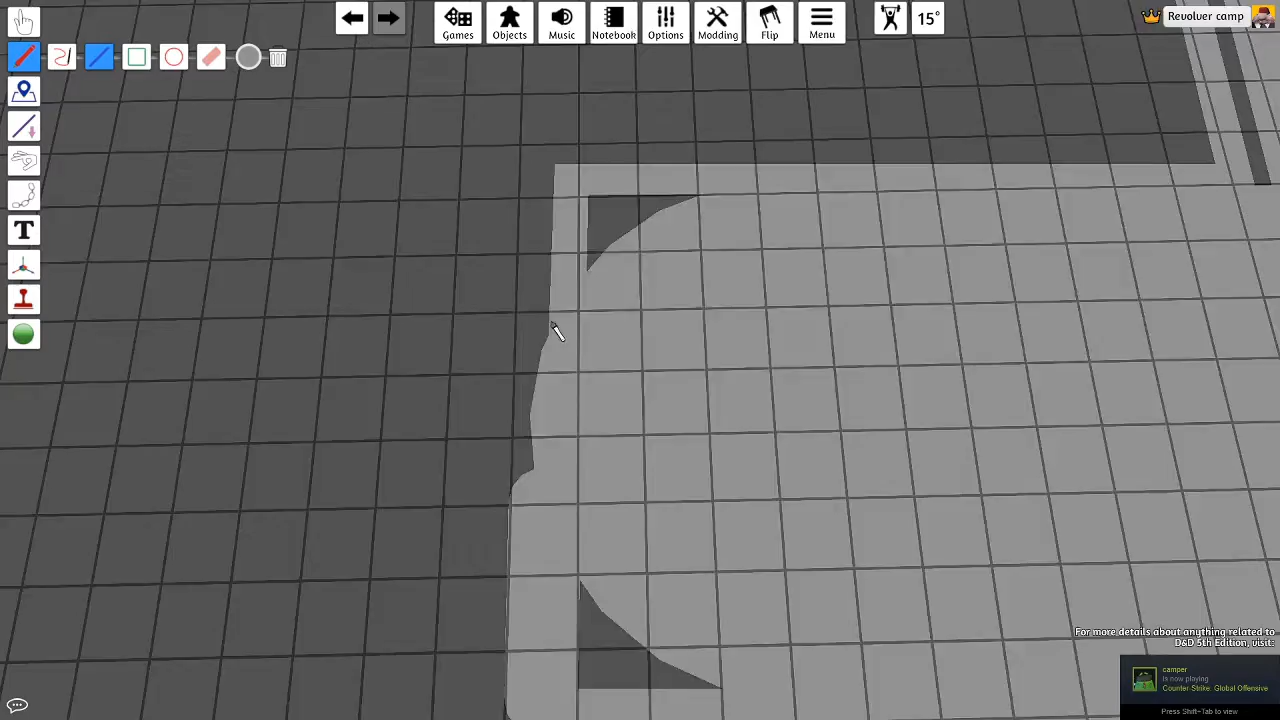 Games
Objects
Music
Notebook
Options
Modding
Flip
Menu
15°
Revolver camp
T
For more details about anything related to
D&D 5th Edition, visit:
camper
is now playing
Counter-Strike: Global Offensive
Press Shift+Tab to view